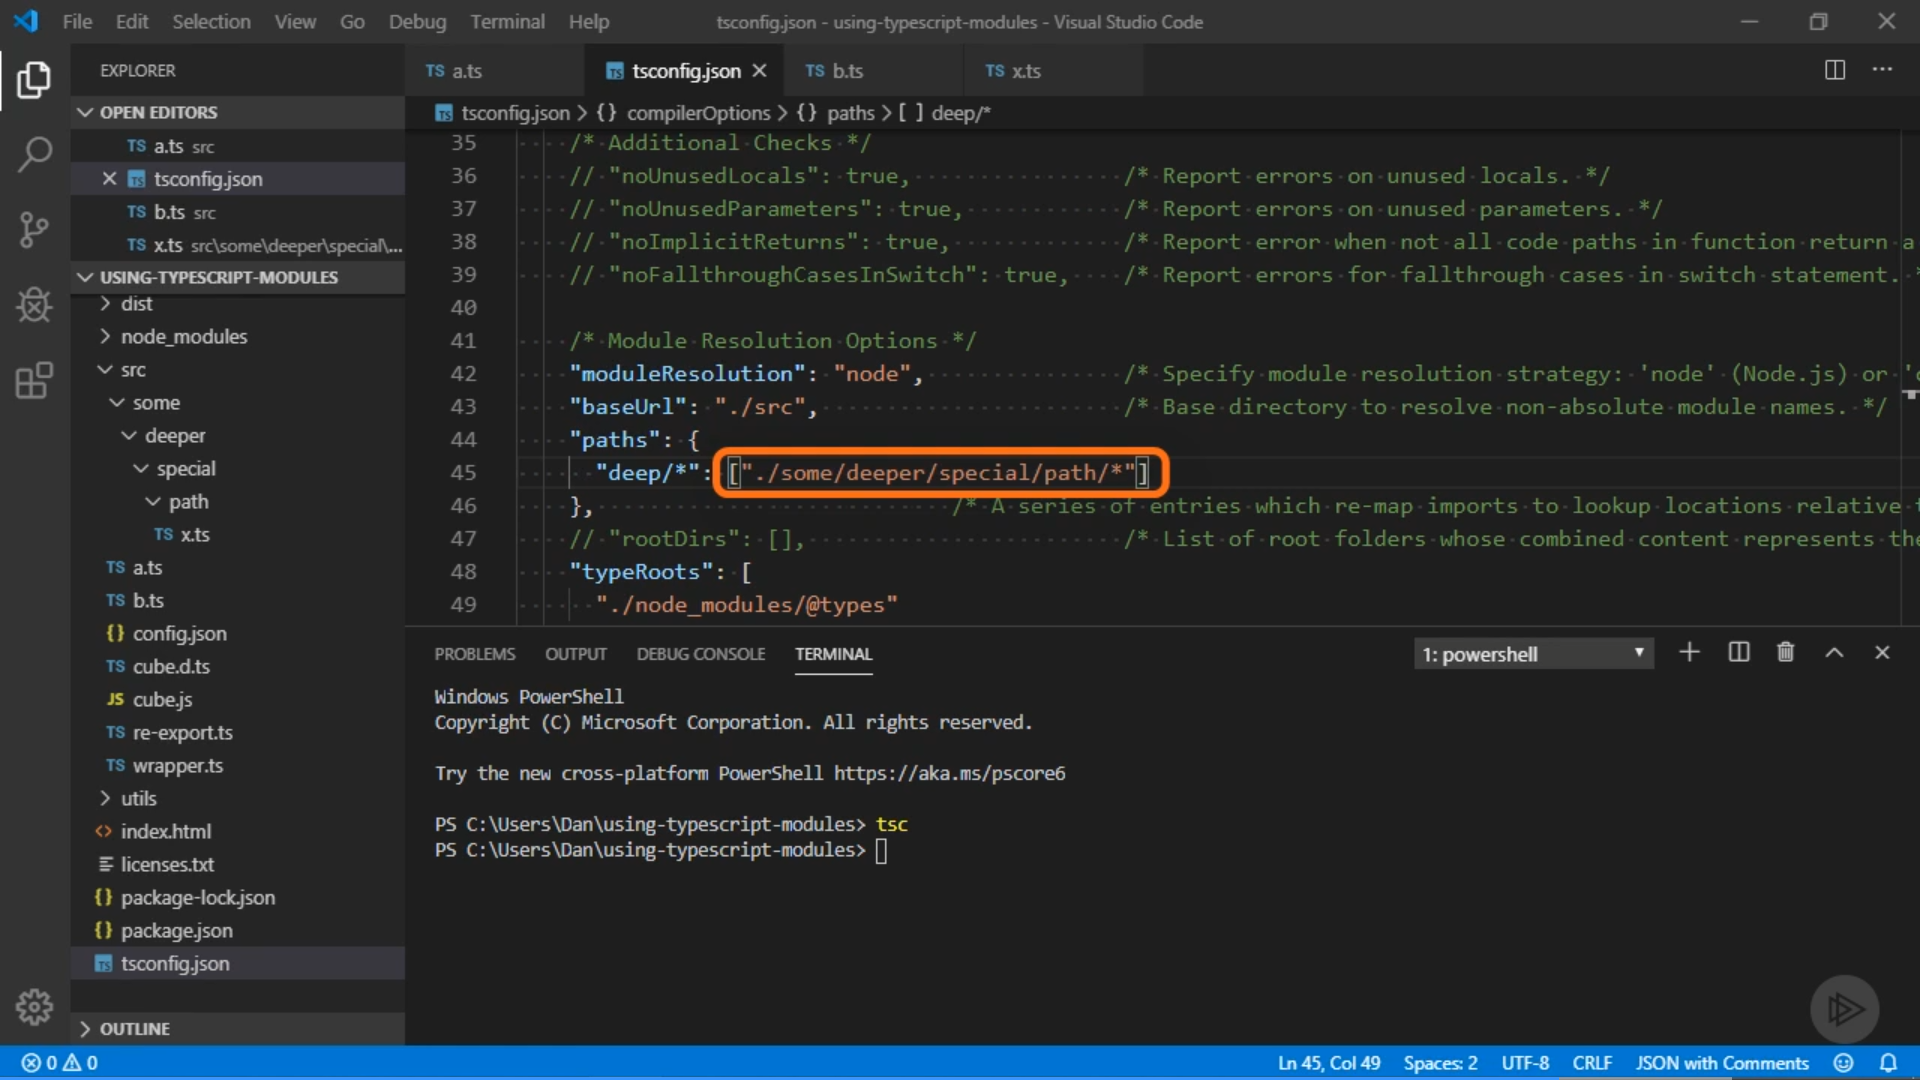 File Edit Selection View Go Debug Terminal Help
tsconfig.json - using-typescript-modules - Visual Studio Code
EXPLORER
OPEN EDITORS
TS a.ts src
tsconfig.json
TS b.ts src
TS x.ts src\some\deeper\special\...
USING-TYPESCRIPT-MODULES
dist
node_modules
src
some
deeper
special
path
TS x.ts
TS a.ts
TS b.ts
{} config.json
TS cube.d.ts
JS cube.js
TS re-export.ts
TS wrapper.ts
utils
<> index.html
licenses.txt
{} package-lock.json
{} package.json
TS tsconfig.json
OUTLINE
TS a.ts
TS tsconfig.json
TS b.ts
TS x.ts
TS tsconfig.json > {} compilerOptions > {} paths > [ ] deep/*
35 /* Additional Checks */
36 // "noUnusedLocals": true, /* Report errors on unused locals. */
37 // "noUnusedParameters": true, /* Report errors on unused parameters. */
38 // "noImplicitReturns": true, /* Report error when not all code paths in function return a
39 // "noFallthroughCasesInSwitch": true, /* Report errors for fallthrough cases in switch statement. *
40
41 /* Module Resolution Options */
42 "moduleResolution": "node", /* Specify module resolution strategy: 'node' (Node.js) or 'c
43 "baseUrl": "./src", /* Base directory to resolve non-absolute module names. */
44 "paths": {
45 "deep/*": ["./some/deeper/special/path/*"]
46 }, /* A series of entries which re-map imports to lookup locations relative t
47 // "rootDirs": [], /* List of root folders whose combined content represents the
48 "typeRoots": [
49 "./node_modules/@types"
PROBLEMS OUTPUT DEBUG CONSOLE TERMINAL
1: powershell
Windows PowerShell
Copyright (C) Microsoft Corporation. All rights reserved.
Try the new cross-platform PowerShell https://aka.ms/pscore6
PS C:\Users\Dan\using-typescript-modules> tsc
PS C:\Users\Dan\using-typescript-modules>
0 0
Ln 45, Col 49 Spaces: 2 UTF-8 CRLF JSON with Comments